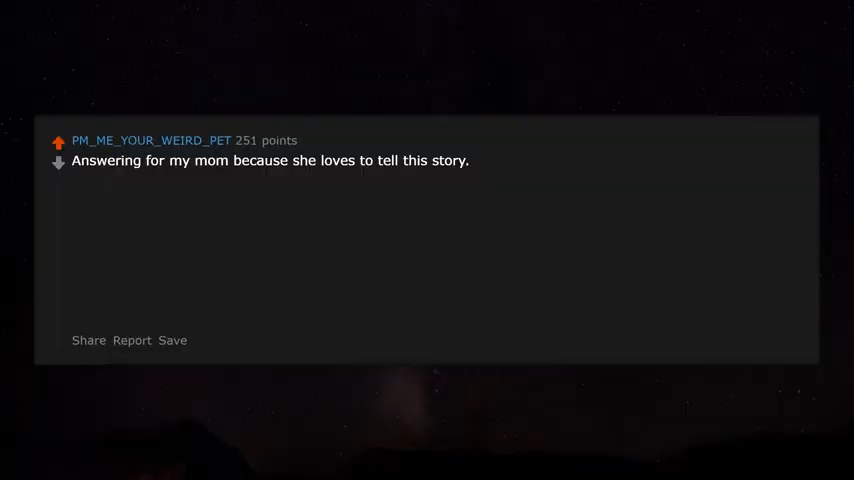 PM_ME_YOUR_WEIRD_PET 251 points
Answering for my mom because she loves to tell this story.
Share Report Save